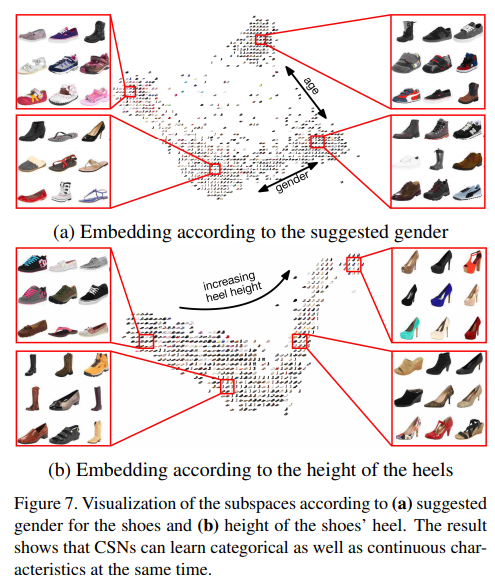 age
gender
(a) Embedding according to the suggested gender
increasing
heel height
(b) Embedding according to the height of the heels
Figure 7. Visualization of the subspaces according to (a) suggested
gender for the shoes and (b) height of the shoes' heel. The result
shows that CSNs can learn categorical as well as continuous char-
acteristics at the same time.